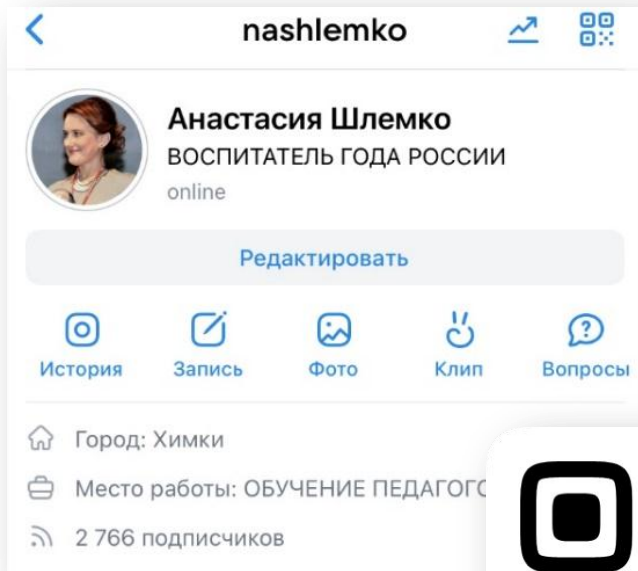 nashlemko
Анастасия Шлемко
ВОСПИТАТЕЛЬ ГОДА РОССИИ
online
Редактировать
История Запись Фото Клип Вопросы
Город: Химки
Место работы: ОБУЧЕНИЕ
2 766 подписчиков